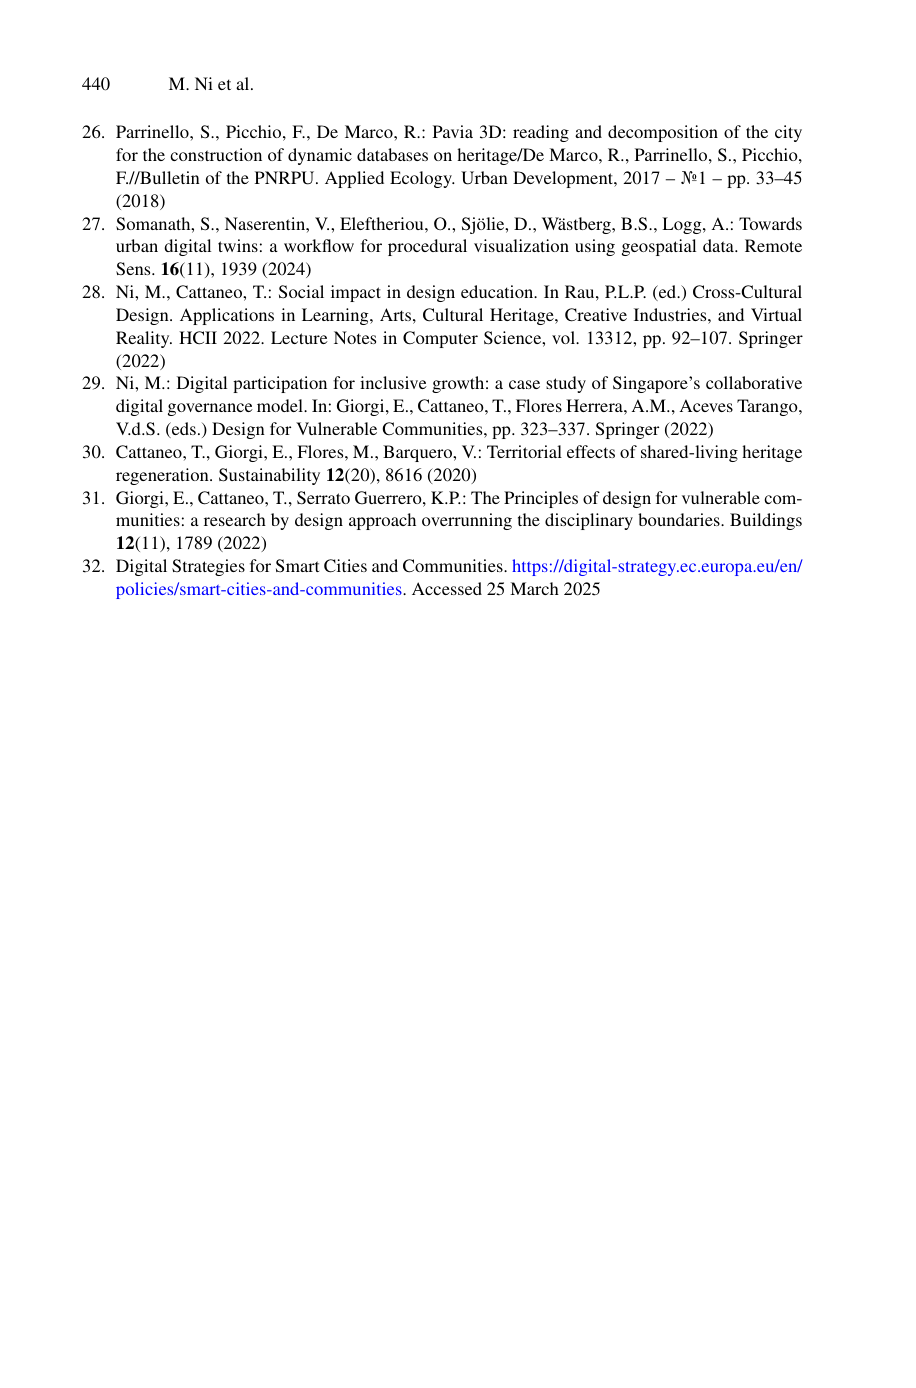 440 M. Ni et al.
26. Parrinello, S., Picchio, F., De Marco, R.: Pavia 3D: reading and decomposition of the city
for the construction of dynamic databases on heritage/De Marco, R., Parrinello, S., Picchio,
F.//Bulletin of the PNRPU. Applied Ecology. Urban Development, 2017 – №1 – pp. 33–45
(2018)
27. Somanath, S., Naserentin, V., Eleftheriou, O., Sjölie, D., Wästberg, B.S., Logg, A.: Towards
urban digital twins: a workflow for procedural visualization using geospatial data. Remote
Sens. 16(11), 1939 (2024)
28. Ni, M., Cattaneo, T.: Social impact in design education. In Rau, P.L.P. (ed.) Cross-Cultural
Design. Applications in Learning, Arts, Cultural Heritage, Creative Industries, and Virtual
Reality. HCII 2022. Lecture Notes in Computer Science, vol. 13312, pp. 92–107. Springer
(2022)
29. Ni, M.: Digital participation for inclusive growth: a case study of Singapore’s collaborative
digital governance model. In: Giorgi, E., Cattaneo, T., Flores Herrera, A.M., Aceves Tarango,
V.d.S. (eds.) Design for Vulnerable Communities, pp. 323–337. Springer (2022)
30. Cattaneo, T., Giorgi, E., Flores, M., Barquero, V.: Territorial effects of shared-living heritage
regeneration. Sustainability 12(20), 8616 (2020)
31. Giorgi, E., Cattaneo, T., Serrato Guerrero, K.P.: The Principles of design for vulnerable com-
munities: a research by design approach overrunning the disciplinary boundaries. Buildings
12(11), 1789 (2022)
32. Digital Strategies for Smart Cities and Communities. https://digital-strategy.ec.europa.eu/en/
policies/smart-cities-and-communities. Accessed 25 March 2025